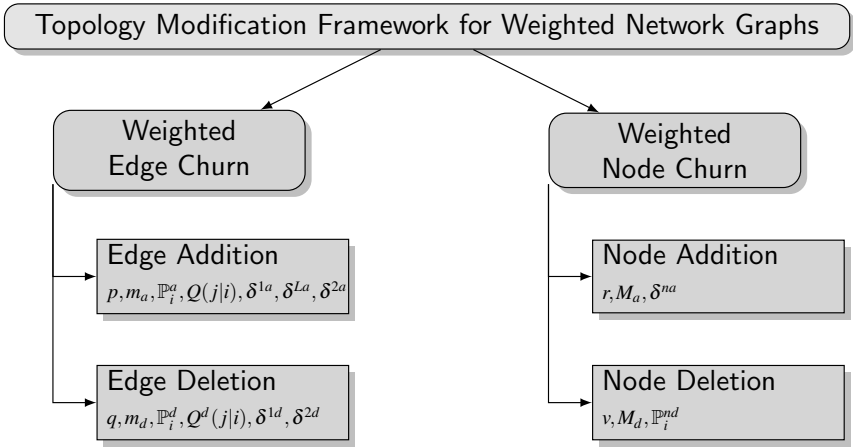 Topology Modification Framework for Weighted Network Graphs
Weighted
Edge Churn
Weighted
Node Churn
Edge Addition
p, m_a, ℙ_i^a, Q(j|i), δ^{1a}, δ^{La}, δ^{2a}
Node Addition
r, M_a, δ^{na}
Edge Deletion
q, m_d, ℙ_i^d, Q^d(j|i), δ^{1d}, δ^{2d}
Node Deletion
v, M_d, ℙ_i^{nd}